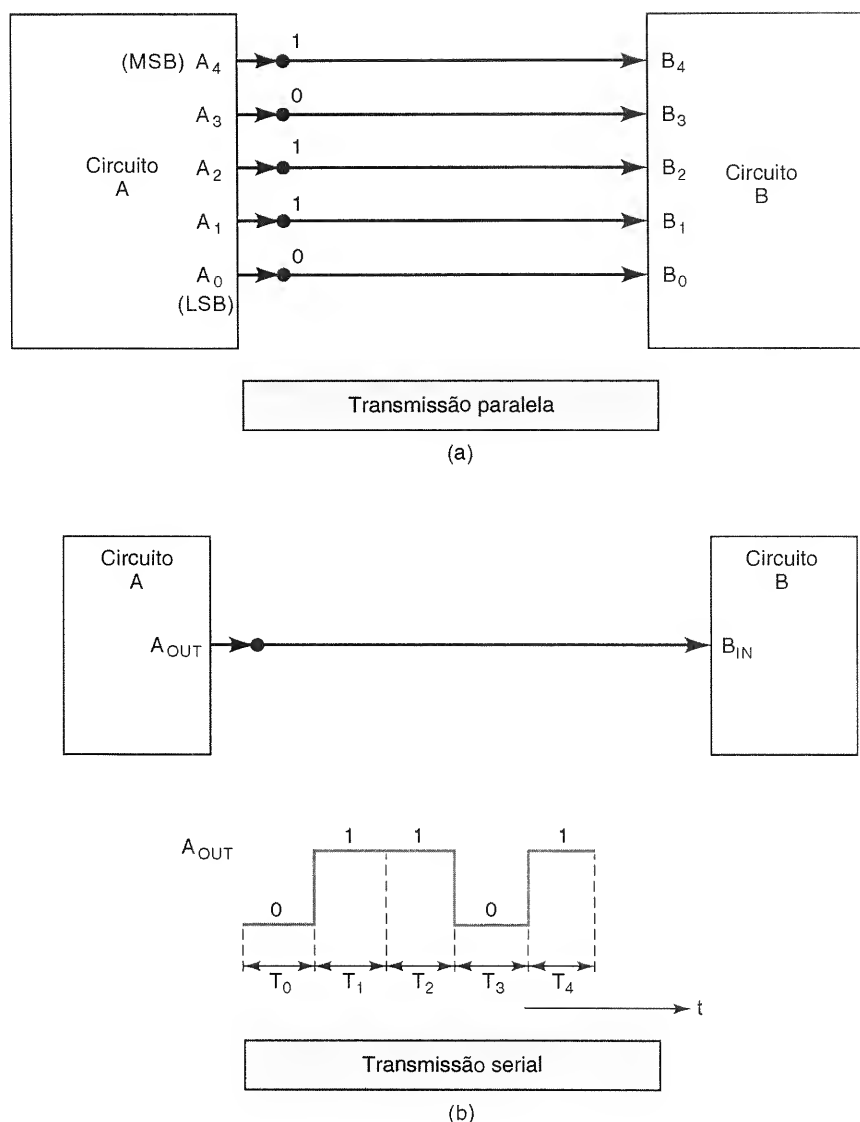 1
(MSB) A4 B4
0
A3 B3
1
Circuito
A
A2 B2
Circuito
B
1
A1 B1
0
A0 B0
(LSB)
Transmissão paralela
(a)
Circuito
A
Circuito
B
AOUT BIN
AOUT
0 1 1 0 1
T0 T1 T2 T3 T4
t
Transmissão serial
(b)